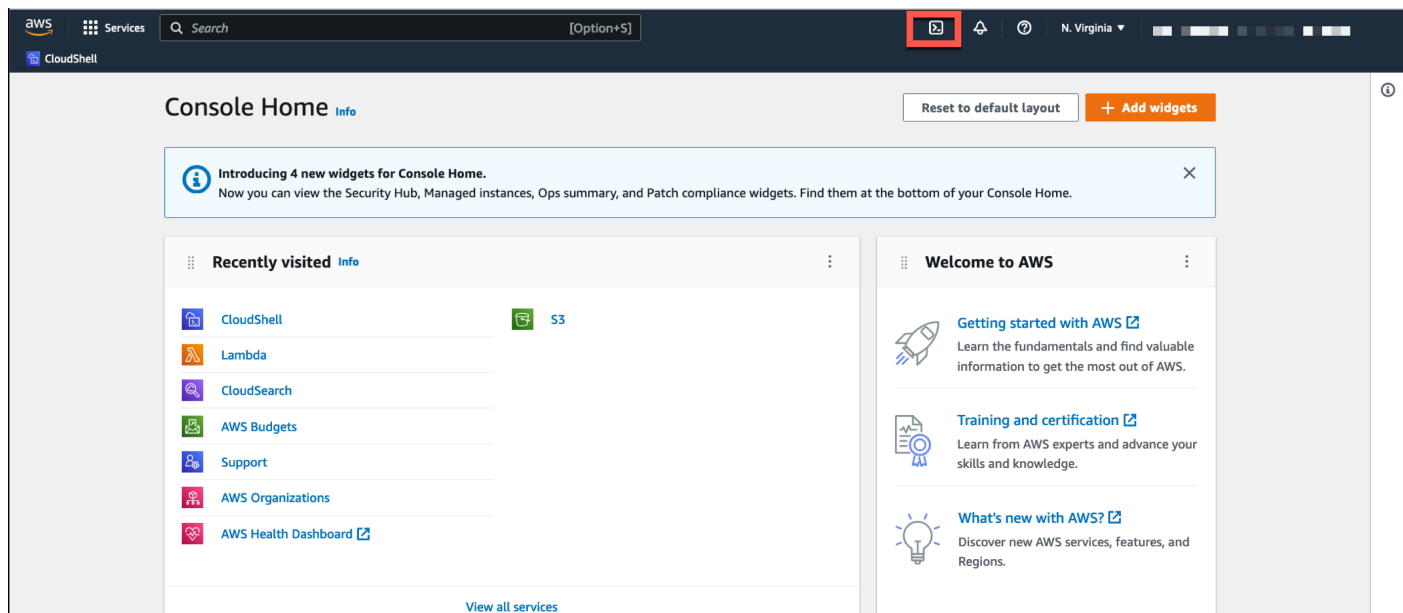 aws Services Search [Option+S] N. Virginia
CloudShell
Console Home Info
Reset to default layout
+ Add widgets
Introducing 4 new widgets for Console Home.
Now you can view the Security Hub, Managed instances, Ops summary, and Patch compliance widgets. Find them at the bottom of your Console Home.
Recently visited Info
CloudShell
Lambda
CloudSearch
AWS Budgets
Support
AWS Organizations
AWS Health Dashboard
S3
View all services
Welcome to AWS
Getting started with AWS
Learn the fundamentals and find valuable
information to get the most out of AWS.
Training and certification
Learn from AWS experts and advance your
skills and knowledge.
What's new with AWS?
Discover new AWS services, features, and
Regions.